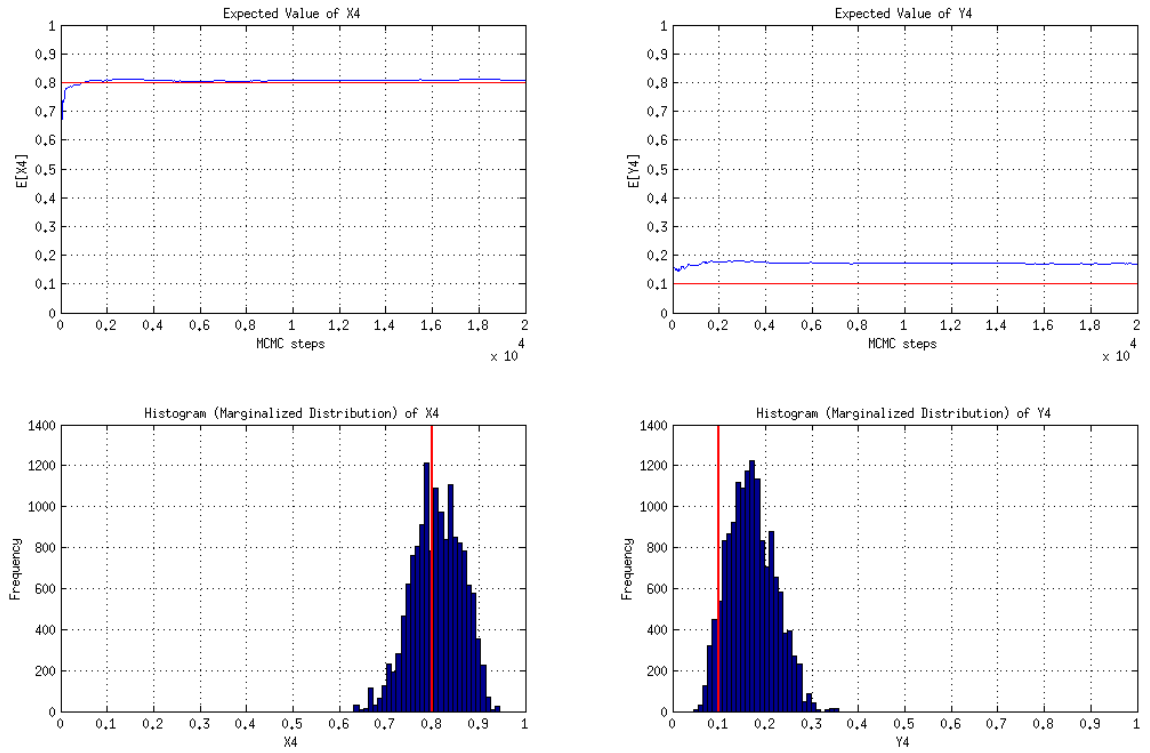 Expected Value of X4
1
0.9
0.8
0.7
0.6
0.5
0.4
0.3
0.2
0.1
0
E[X4]
0 0.2 0.4 0.6 0.8 1 1.2 1.4 1.6 1.8 2
MCMC steps
x 10 4
Expected Value of Y4
1
0.9
0.8
0.7
0.6
0.5
0.4
0.3
0.2
0.1
0
E[Y4]
0 0.2 0.4 0.6 0.8 1 1.2 1.4 1.6 1.8 2
MCMC steps
x 10 4
Histogram (Marginalized Distribution) of X4
1400
1200
1000
800
600
400
200
0
Frequency
0 0.1 0.2 0.3 0.4 0.5 0.6 0.7 0.8 0.9 1
X4
Histogram (Marginalized Distribution) of Y4
1400
1200
1000
800
600
400
200
0
Frequency
0 0.1 0.2 0.3 0.4 0.5 0.6 0.7 0.8 0.9 1
Y4